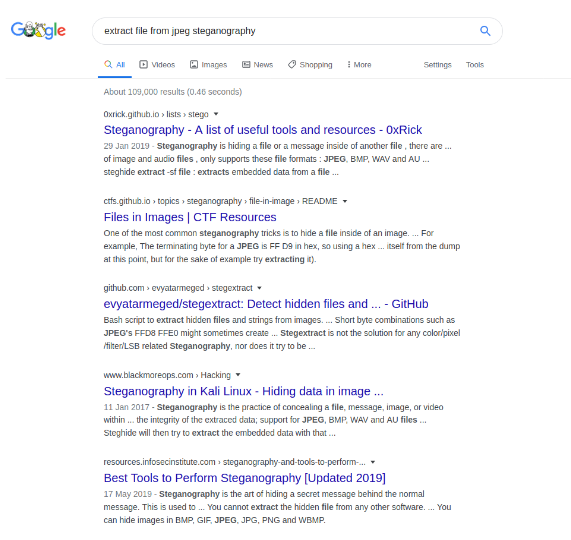 Google
extract file from jpeg steganography
All Videos Images News Shopping More Settings Tools
About 109,000 results (0.46 seconds)
0xrick.github.io › lists › stego
Steganography - A list of useful tools and resources - 0xRick
29 Jan 2019 - Steganography is hiding a file or a message inside of another file , there are ...
of image and audio files , only supports these file formats : JPEG, BMP, WAV and AU ...
steghide extract -sf file : extracts embedded data from a file ...
ctfs.github.io › topics › steganography › file-in-image › README
Files in Images | CTF Resources
One of the most common steganography tricks is to hide a file inside of an image. ... For
example, The terminating byte for a JPEG is FF D9 in hex, so using a hex ... itself from the dump
at this point, but for the sake of example try extracting it).
github.com › evyatarmeged › stegextract
evyatarmeged/stegextract: Detect hidden files and ... - GitHub
Bash script to extract hidden files and strings from images. ... Short byte combinations such as
JPEG's FFD8 FFE0 might sometimes create ... Stegextract is not the solution for any color/pixel
/filter/LSB related Steganography, nor does it try to be ...
www.blackmoreops.com › Hacking
Steganography in Kali Linux - Hiding data in image ...
11 Jan 2017 - Steganography is the practice of concealing a file, message, image, or video
within ... the integrity of the extraced data; support for JPEG, BMP, WAV and AU files ...
Steghide will then try to extract the embedded data with that ...
resources.infosecinstitute.com › steganography-and-tools-to-perform-...
Best Tools to Perform Steganography [Updated 2019]
17 May 2019 - Steganography is the art of hiding a secret message behind the normal
message. This is used to ... You cannot extract the hidden file from any other software. ... You
can hide images in BMP, GIF, JPEG, JPG, PNG and WBMP.